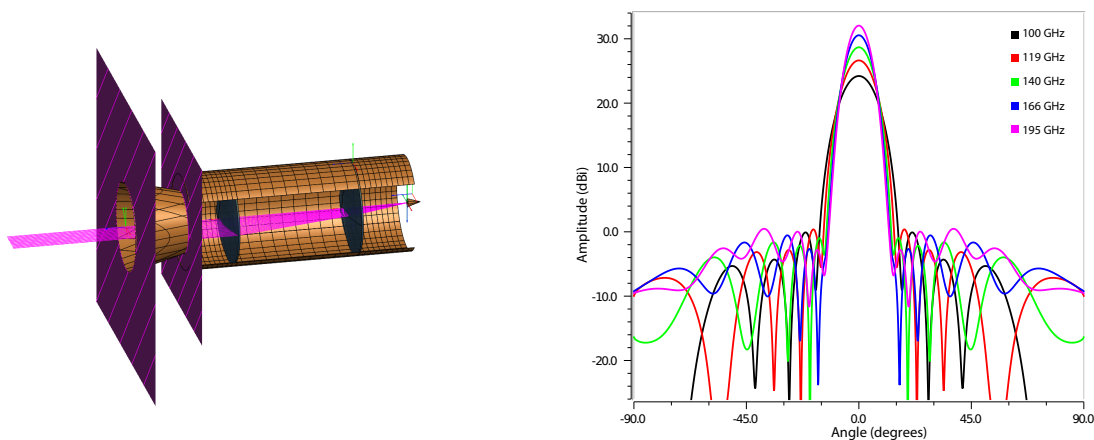 30.0
20.0
10.0
0.0
-10.0
-20.0
Amplitude (dBi)
100 GHz
119 GHz
140 GHz
166 GHz
195 GHz
-90.0 -45.0 0.0 45.0 90.0
Angle (degrees)